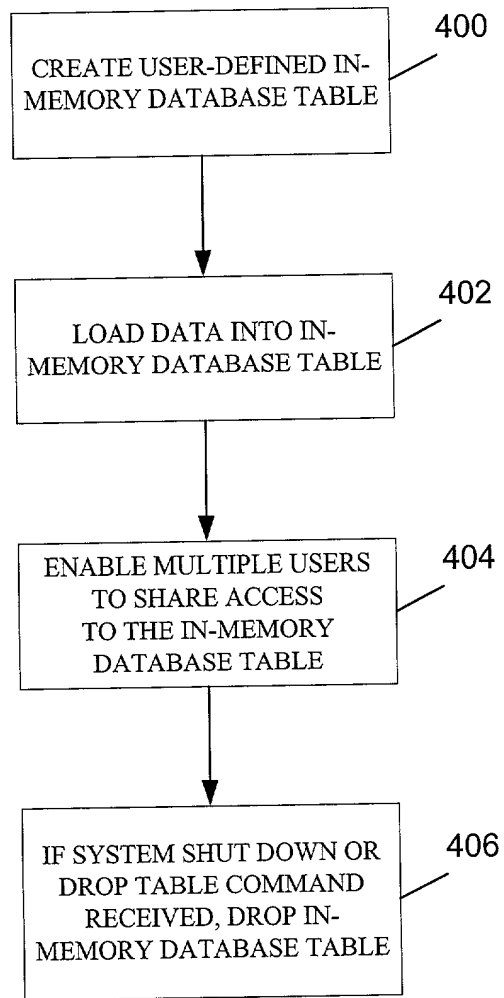 400
CREATE USER-DEFINED IN-
MEMORY DATABASE TABLE
402
LOAD DATA INTO IN-
MEMORY DATABASE TABLE
404
ENABLE MULTIPLE USERS
TO SHARE ACCESS
TO THE IN-MEMORY
DATABASE TABLE
406
IF SYSTEM SHUT DOWN OR
DROP TABLE COMMAND
RECEIVED, DROP IN-
MEMORY DATABASE TABLE